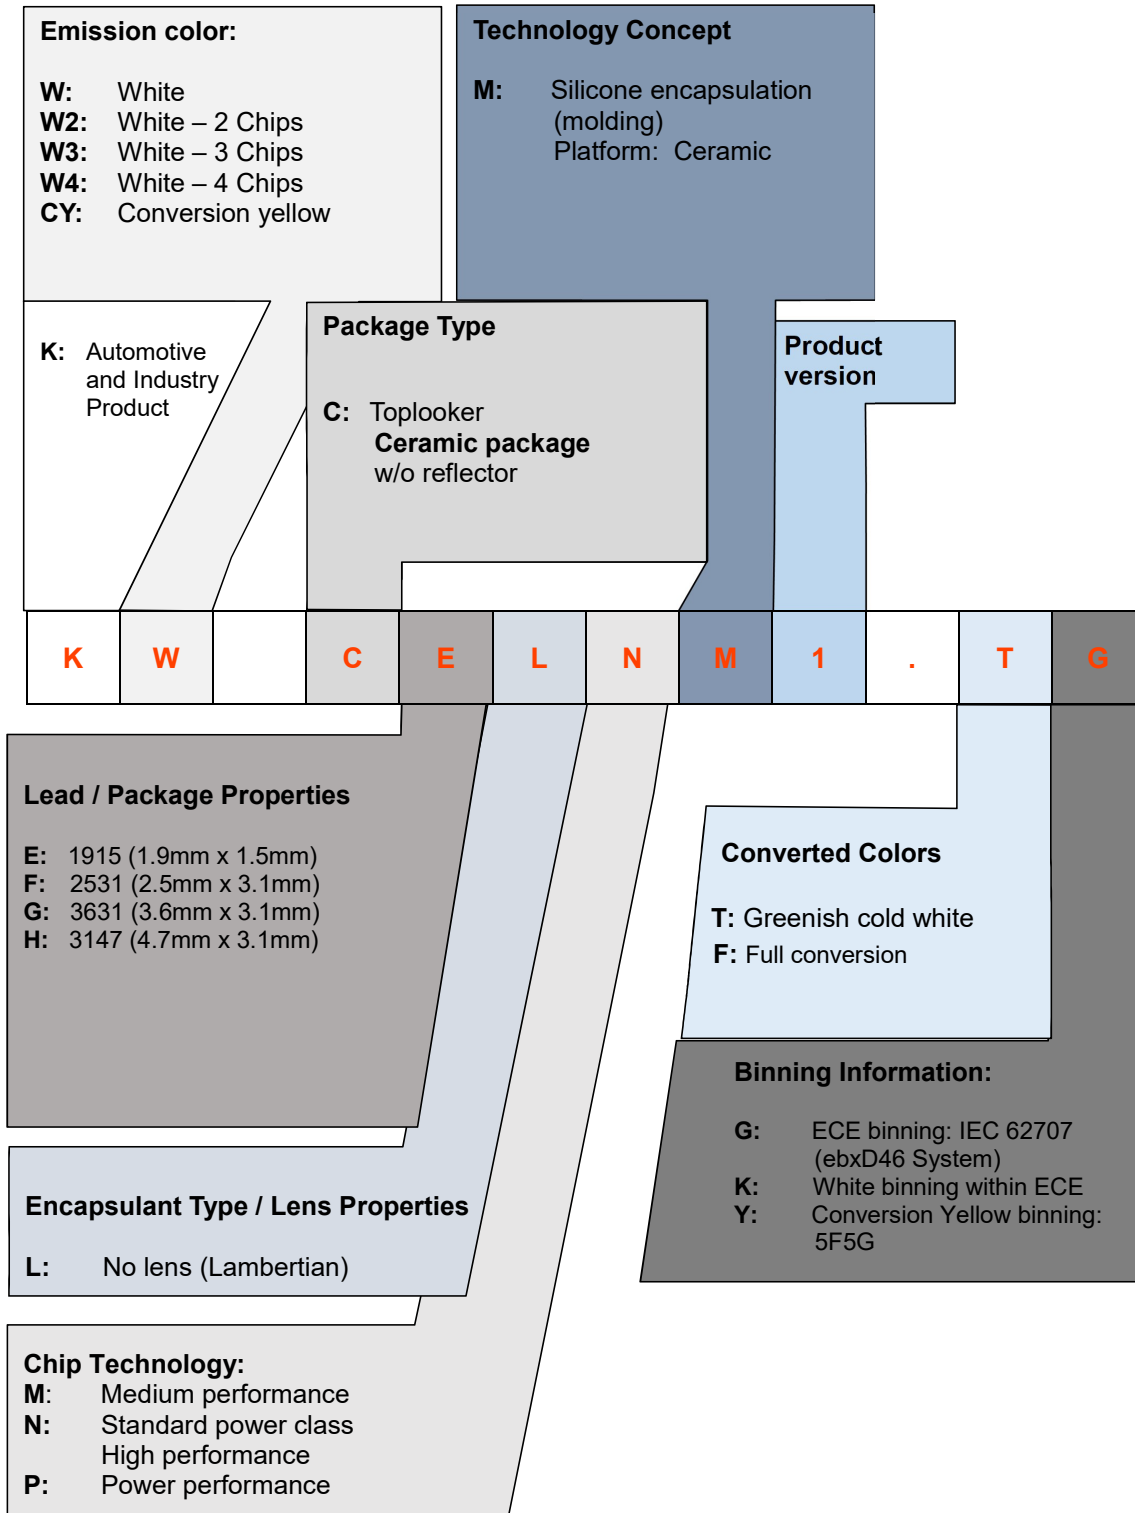 Emission color:
W: White
W2: White – 2 Chips
W3: White – 3 Chips
W4: White – 4 Chips
CY: Conversion yellow
Technology Concept
M: Silicone encapsulation
(molding)
Platform: Ceramic
K: Automotive
and Industry
Product
Package Type
C: Toplooker
Ceramic package
w/o reflector
Product
version
K W C E L N M 1 . T G
Lead / Package Properties
E: 1915 (1.9mm x 1.5mm)
F: 2531 (2.5mm x 3.1mm)
G: 3631 (3.6mm x 3.1mm)
H: 3147 (4.7mm x 3.1mm)
Converted Colors
T: Greenish cold white
F: Full conversion
Binning Information:
G: ECE binning: IEC 62707
(ebxD46 System)
K: White binning within ECE
Y: Conversion Yellow binning:
5F5G
Encapsulant Type / Lens Properties
L: No lens (Lambertian)
Chip Technology:
M: Medium performance
N: Standard power class
High performance
P: Power performance